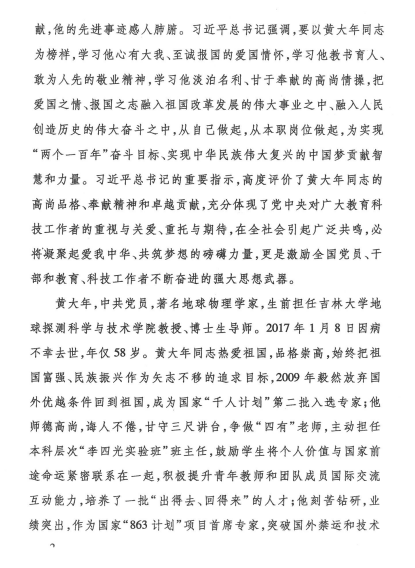 献,他的先进事迹感人肺腑。习近平总书记强调,要以黄大年同志
为榜样,学习他心有大我、至诚报国的爱国情怀,学习他教书育人、
敢为人先的敬业精神,学习他淡泊名利、甘于奉献的高尚情操,把
爱国之情、报国之志融入祖国改革发展的伟大事业之中、融入人民
创造历史的伟大奋斗之中,从自己做起,从本职岗位做起,为实现
“两个一百年”奋斗目标、实现中华民族伟大复兴的中国梦贡献智
慧和力量。习近平总书记的重要指示,高度评价了黄大年同志的
高尚品格、奉献精神和卓越贡献,充分体现了党中央对广大教育科
技工作者的重视与关爱、重托与期待,在全社会引起广泛共鸣,必
将凝聚起爱我中华、共筑梦想的磅礴力量,更是激励全国党员、干
部和教育、科技工作者不断奋进的强大思想武器。
黄大年,中共党员,著名地球物理学家,生前担任吉林大学地
球探测科学与技术学院教授、博士生导师。2017 年 1 月 8 日因病
不幸去世,年仅 58 岁。黄大年同志热爱祖国,品格崇高,始终把祖
国富强、民族振兴作为矢志不移的追求目标,2009 年毅然放弃国
外优越条件回到祖国,成为国家“千人计划”第二批入选专家;他
师德高尚,诲人不倦,甘守三尺讲台,争做“四有”老师,主动担任
本科层次“李四光实验班”班主任,鼓励学生将个人价值与国家前
途命运紧密联系在一起,积极提升青年教师和团队成员国际交流
互动能力,培养了一批“出得去、回得来”的人才;他刻苦钻研,业
绩突出,作为国家“863 计划”项目首席专家,突破国外禁运和技术